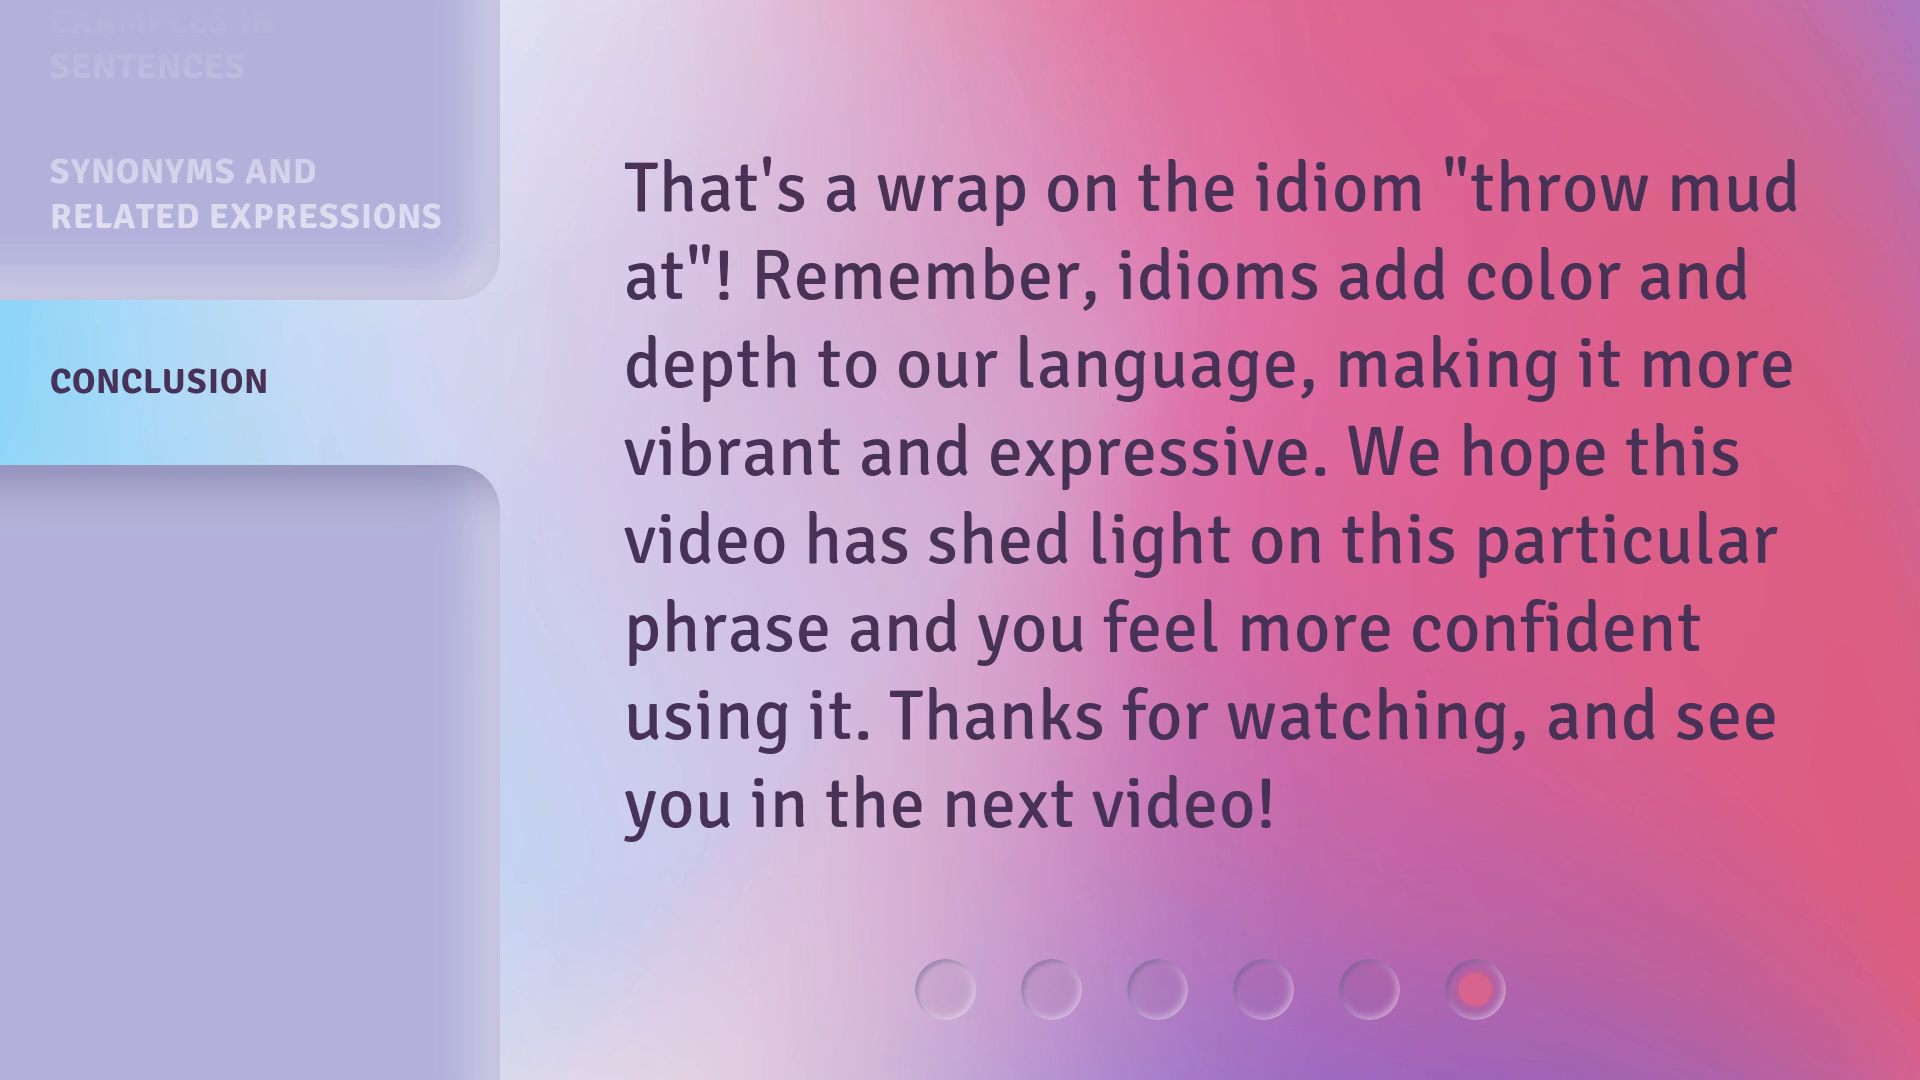 EXAMPLES IN
SENTENCES
SYNONYMS AND
RELATED EXPRESSIONS
CONCLUSION
That's a wrap on the idiom "throw mud
at"! Remember, idioms add color and
depth to our language, making it more
vibrant and expressive. We hope this
video has shed light on this particular
phrase and you feel more confident
using it. Thanks for watching, and see
you in the next video!